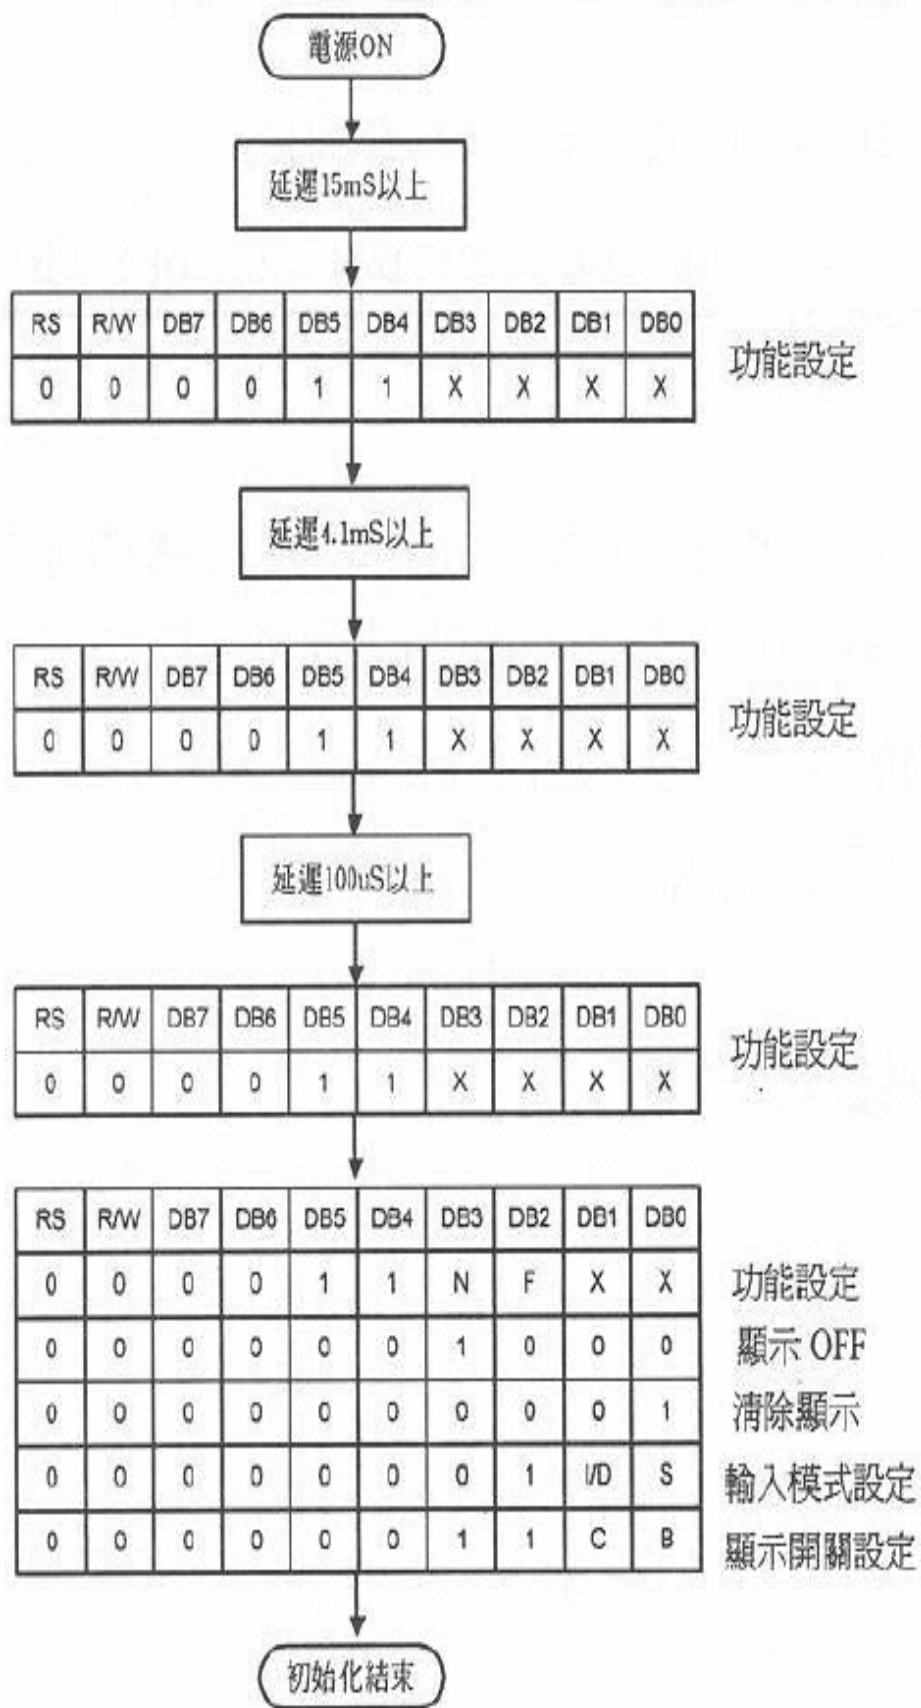 電源ON
延遲15mS以上
RS R/W DB7 DB6 DB5 DB4 DB3 DB2 DB1 DB0
0 0 0 0 1 1 X X X X
功能設定
延遲4.1mS以上
RS R/W DB7 DB6 DB5 DB4 DB3 DB2 DB1 DB0
0 0 0 0 1 1 X X X X
功能設定
延遲100uS以上
RS R/W DB7 DB6 DB5 DB4 DB3 DB2 DB1 DB0
0 0 0 0 1 1 X X X X
功能設定
RS R/W DB7 DB6 DB5 DB4 DB3 DB2 DB1 DB0
0 0 0 0 1 1 N F X X 功能設定
0 0 0 0 0 0 1 0 0 0 顯示 OFF
0 0 0 0 0 0 0 0 0 1 清除顯示
0 0 0 0 0 0 0 1 I/D S 輸入模式設定
0 0 0 0 0 0 1 1 C B 顯示開關設定
初始化結束